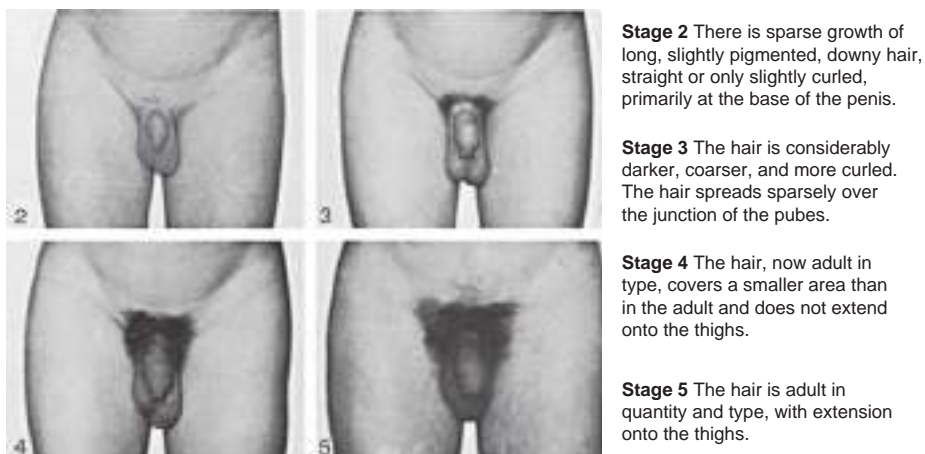 Stage 2 There is sparse growth of
long, slightly pigmented, downy hair,
straight or only slightly curled,
primarily at the base of the penis.
Stage 3 The hair is considerably
darker, coarser, and more curled.
The hair spreads sparsely over
the junction of the pubes.
Stage 4 The hair, now adult in
type, covers a smaller area than
in the adult and does not extend
onto the thighs.
Stage 5 The hair is adult in
quantity and type, with extension
onto the thighs.
2
3
4
5